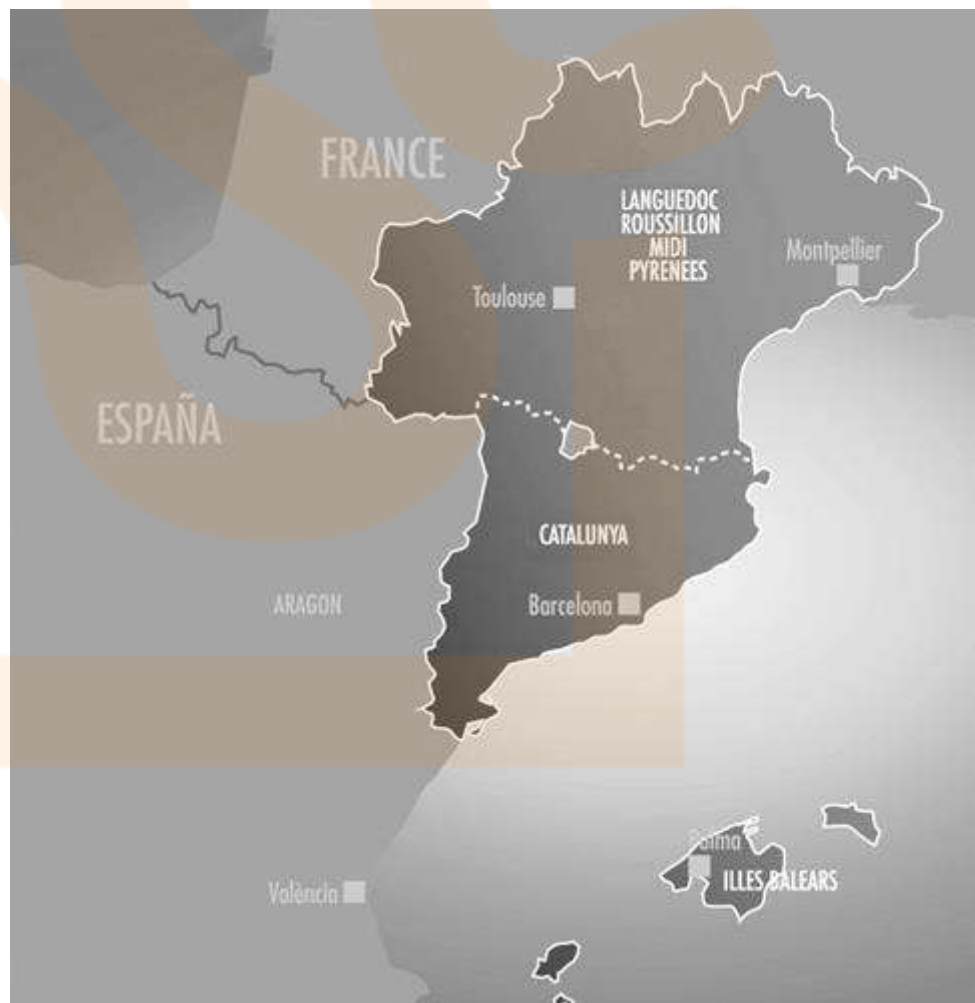 FRANCE
LANGUEDOC
ROUSSILLON
MIDI
PYRENEES
Montpellier
Toulouse
ESPAÑA
CATALUNYA
ARAGON
Barcelona
Palma
ILLES BALEARS
València